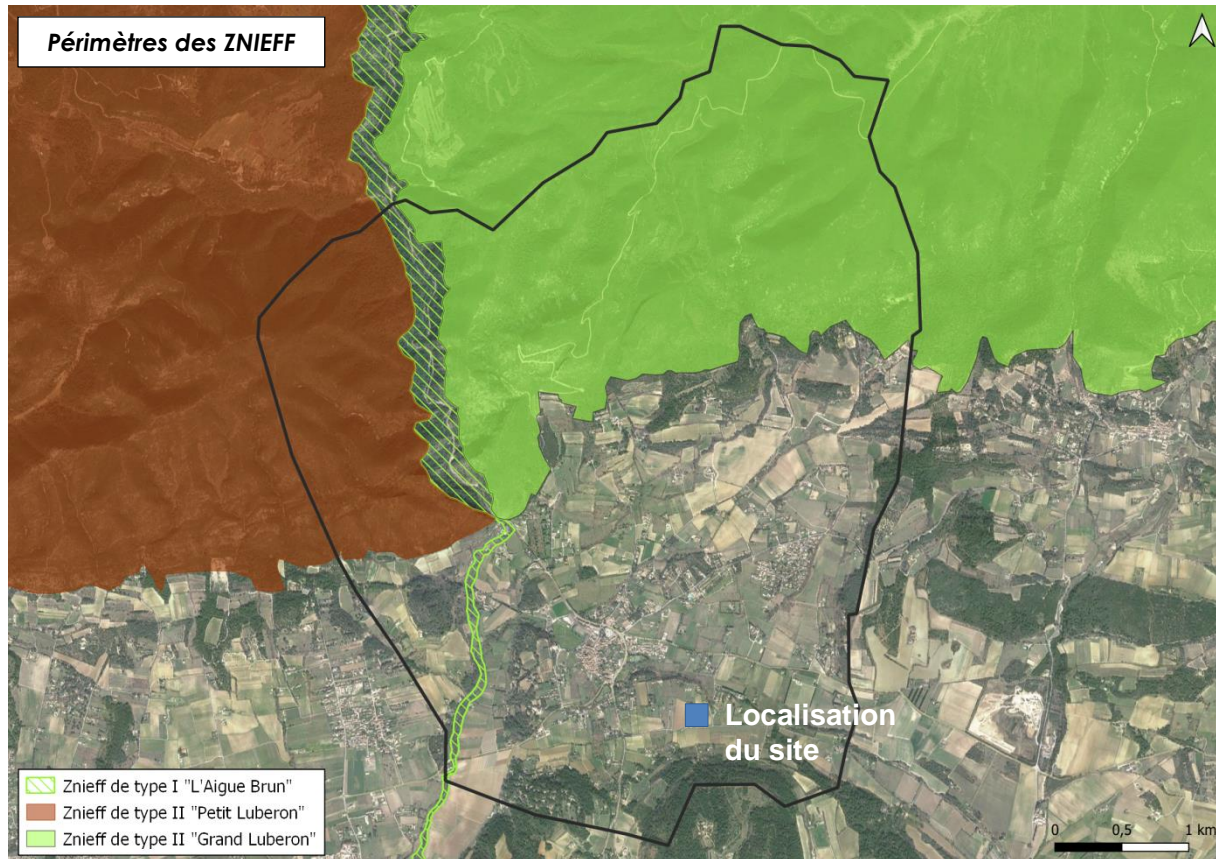 Périmètres des ZNIEFF
Localisation
du site
Znieff de type I "L'Aigue Brun"
Znieff de type II "Petit Luberon"
Znieff de type II "Grand Luberon"
0 0,5 1 km